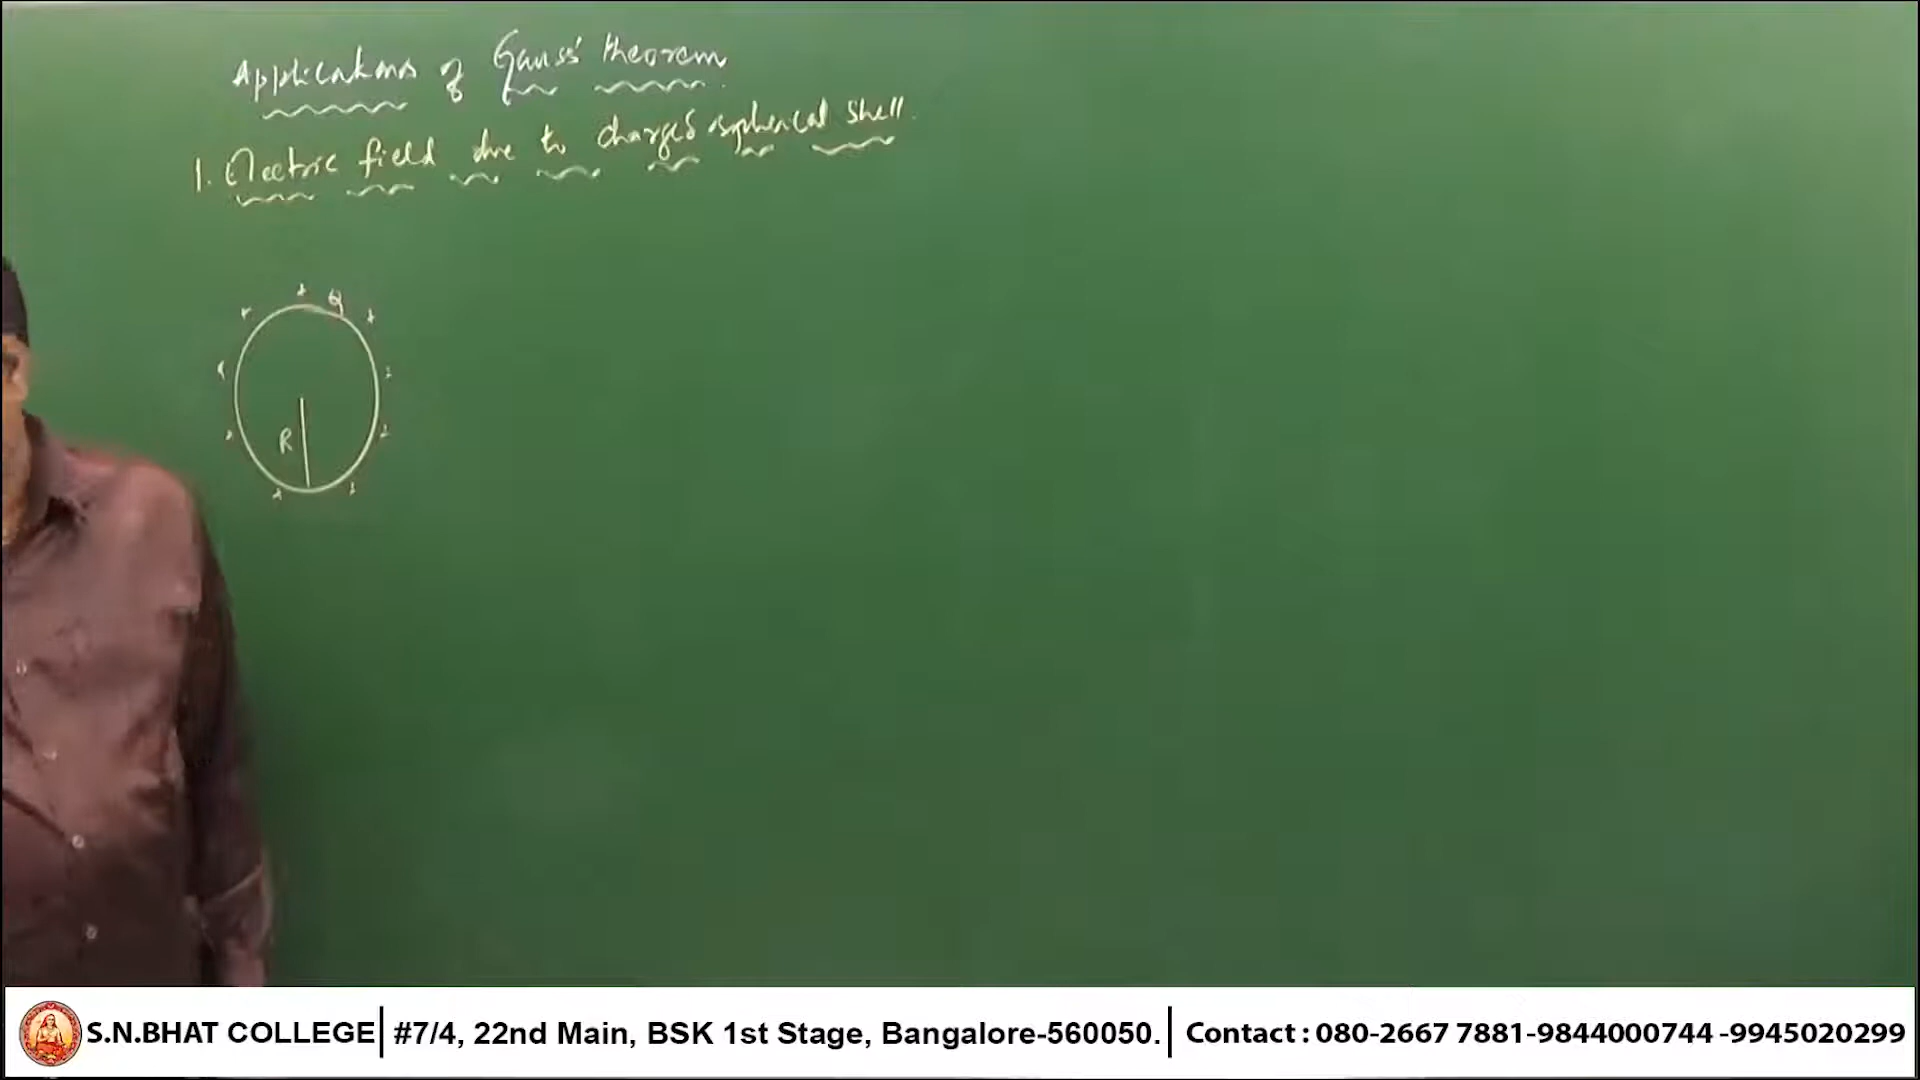 Applications of Gauss' theorem
1. Electric field due to charged spherical shell.
Q
R
S.N.BHAT COLLEGE #7/4, 22nd Main, BSK 1st Stage, Bangalore-560050. Contact : 080-2667 7881-9844000744 -9945020299